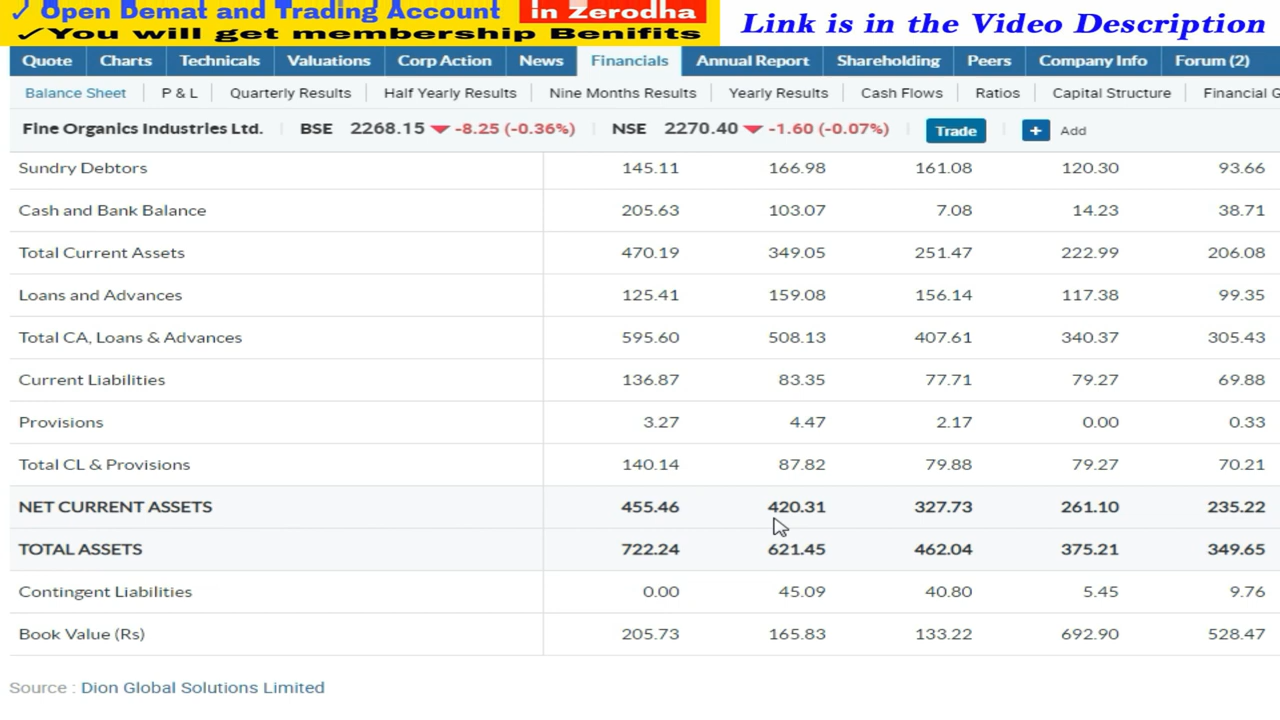 ✓ Open Demat and Trading Account In Zerodha
✓You will get membership Benifits
Link is in the Video Description
Quote Charts Technicals Valuations Corp Action News Financials Annual Report Shareholding Peers Company Info Forum (2)
Balance Sheet P & L Quarterly Results Half Yearly Results Nine Months Results Yearly Results Cash Flows Ratios Capital Structure Financial G
Fine Organics Industries Ltd. BSE 2268.15 -8.25 (-0.36%) NSE 2270.40 -1.60 (-0.07%) Trade + Add
Sundry Debtors 145.11 166.98 161.08 120.30 93.66
Cash and Bank Balance 205.63 103.07 7.08 14.23 38.71
Total Current Assets 470.19 349.05 251.47 222.99 206.08
Loans and Advances 125.41 159.08 156.14 117.38 99.35
Total CA, Loans & Advances 595.60 508.13 407.61 340.37 305.43
Current Liabilities 136.87 83.35 77.71 79.27 69.88
Provisions 3.27 4.47 2.17 0.00 0.33
Total CL & Provisions 140.14 87.82 79.88 79.27 70.21
NET CURRENT ASSETS 455.46 420.31 327.73 261.10 235.22
TOTAL ASSETS 722.24 621.45 462.04 375.21 349.65
Contingent Liabilities 0.00 45.09 40.80 5.45 9.76
Book Value (Rs) 205.73 165.83 133.22 692.90 528.47
Source : Dion Global Solutions Limited